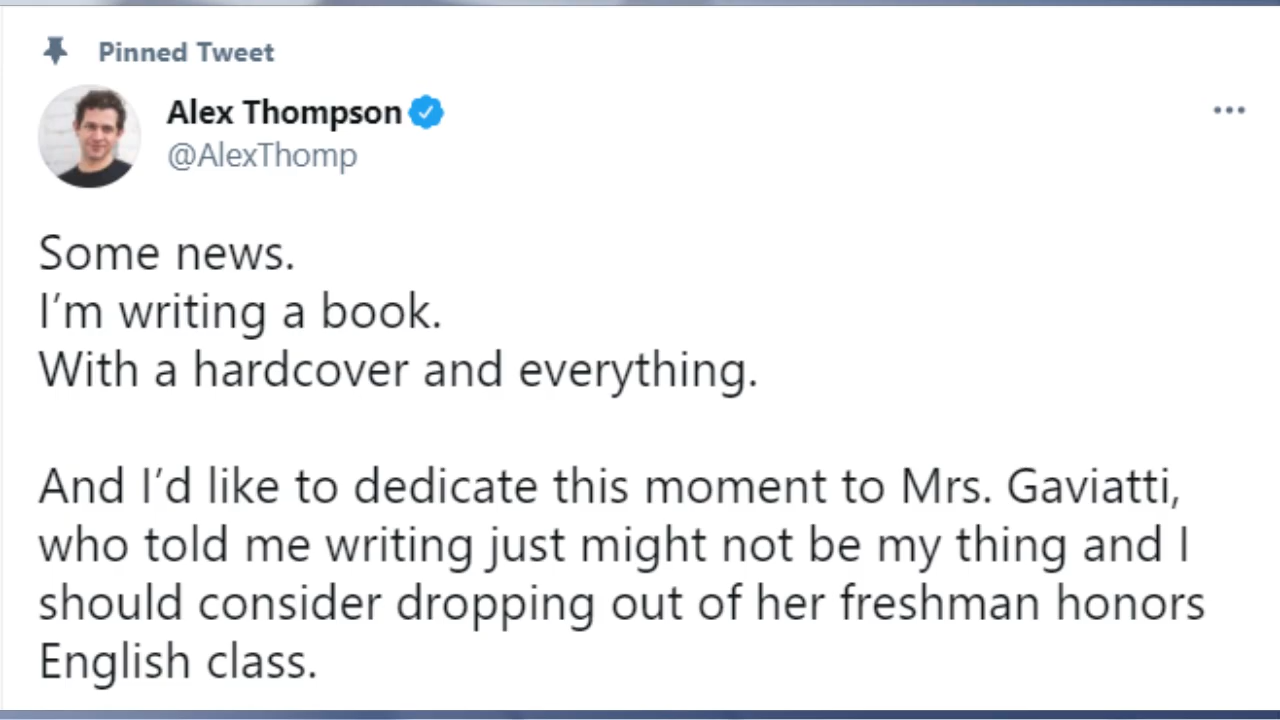 Pinned Tweet
Alex Thompson
@AlexThomp
Some news.
I’m writing a book.
With a hardcover and everything.
And I’d like to dedicate this moment to Mrs. Gaviatti,
who told me writing just might not be my thing and I
should consider dropping out of her freshman honors
English class.